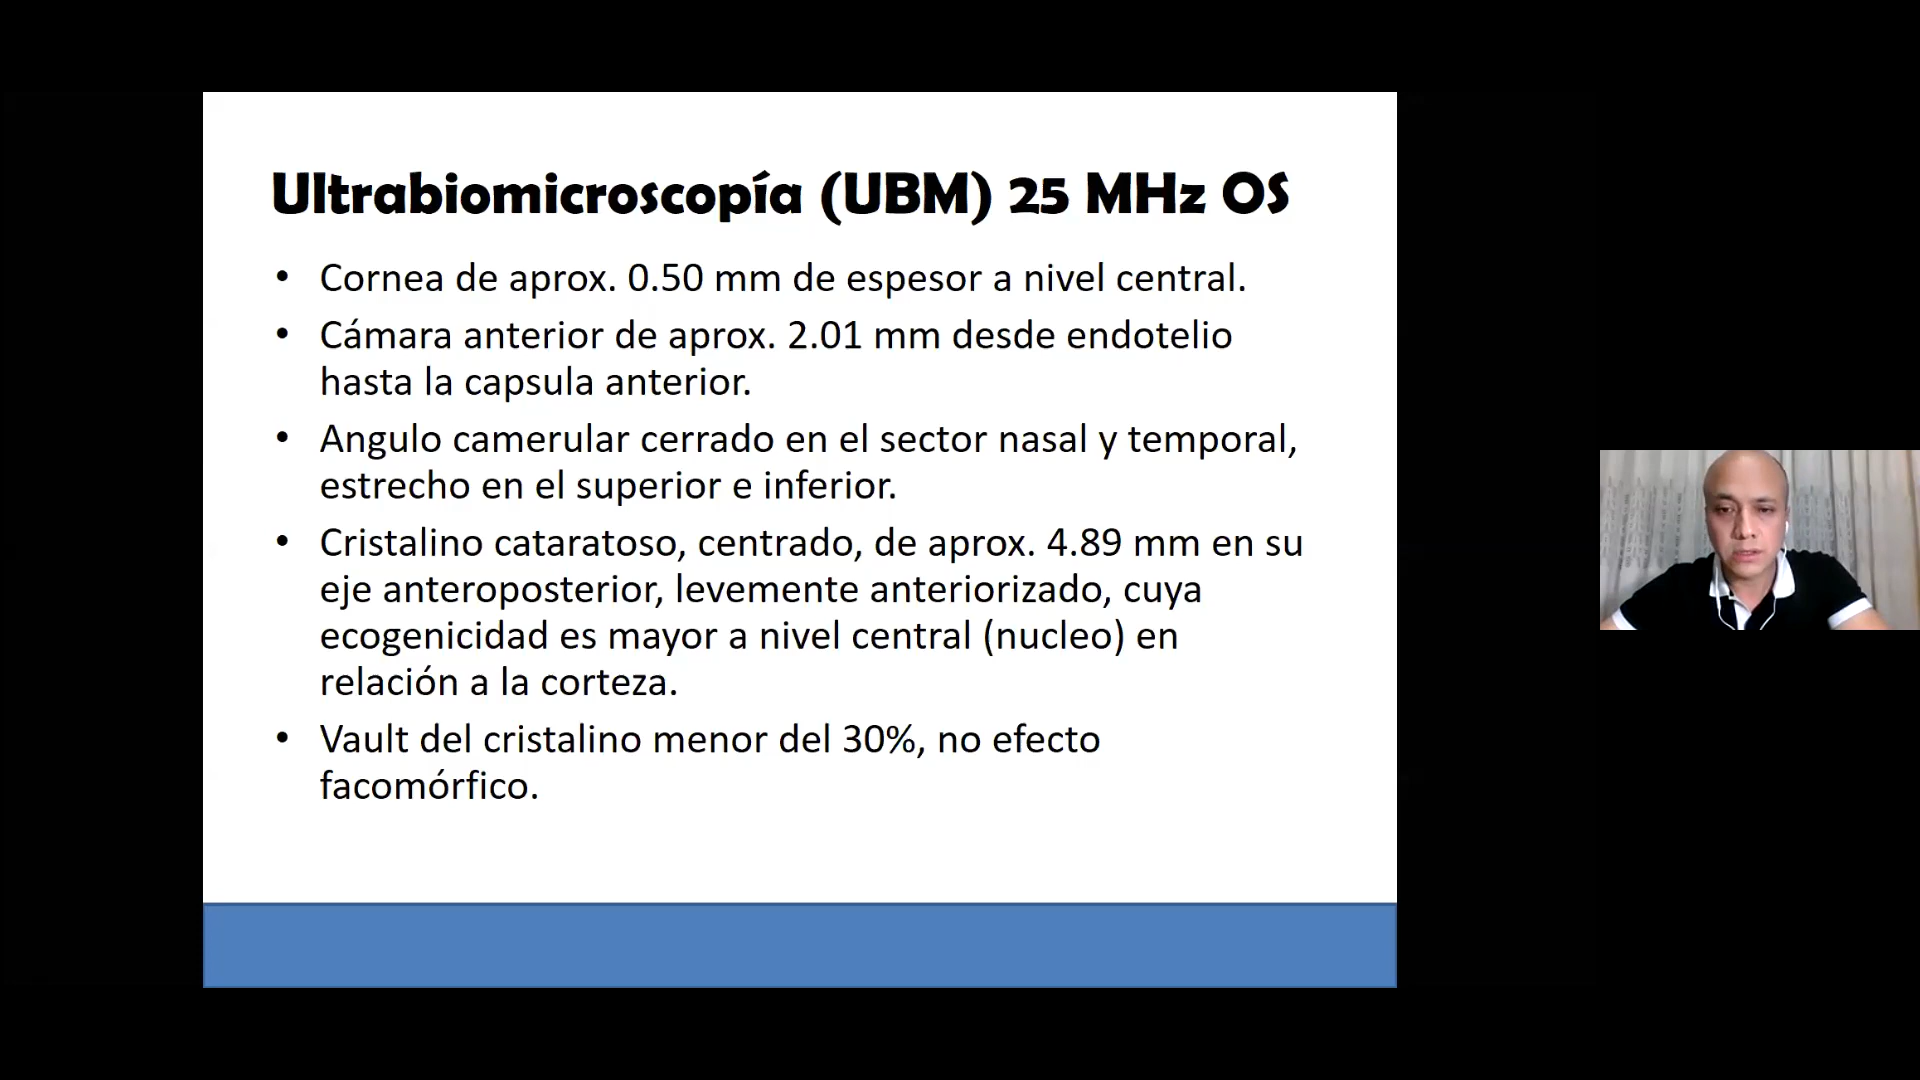 Ultrabiomicroscopía (UBM) 25 MHz OS
• Cornea de aprox. 0.50 mm de espesor a nivel central.
• Cámara anterior de aprox. 2.01 mm desde endotelio
hasta la capsula anterior.
• Angulo camerular cerrado en el sector nasal y temporal,
estrecho en el superior e inferior.
• Cristalino cataratoso, centrado, de aprox. 4.89 mm en su
eje anteroposterior, levemente anteriorizado, cuya
ecogenicidad es mayor a nivel central (nucleo) en
relación a la corteza.
• Vault del cristalino menor del 30%, no efecto
facomórfico.